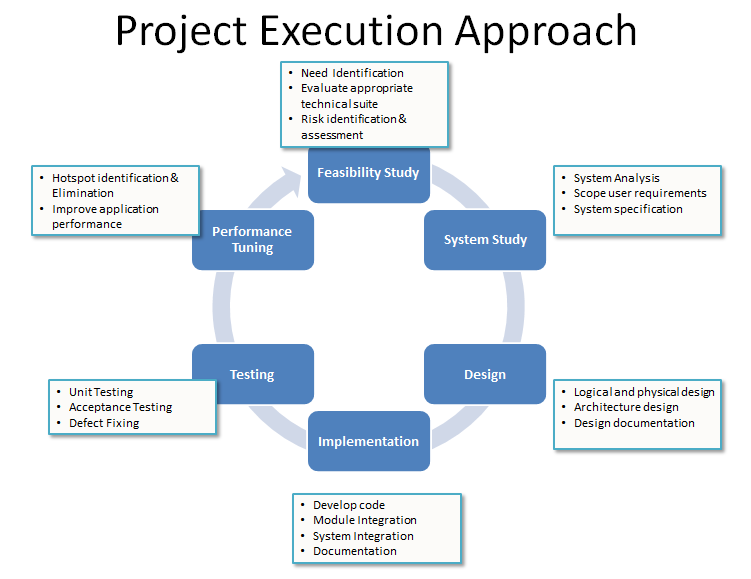 Project Execution Approach
• Need Identification
• Evaluate appropriate
technical suite
• Risk identification &
assessment
Feasibility Study
• System Analysis
• Scope user requirements
• System specification
System Study
• Logical and physical design
• Architecture design
• Design documentation
Design
Implementation
• Develop code
• Module Integration
• System Integration
• Documentation
Testing
• Unit Testing
• Acceptance Testing
• Defect Fixing
Performance
Tuning
• Hotspot identification &
Elimination
• Improve application
performance